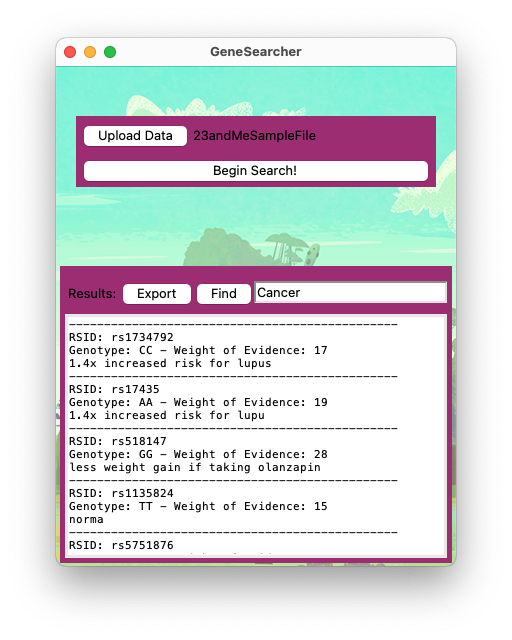 GeneSearcher
Upload Data 23andMeSampleFile
Begin Search!
Results: Export Find Cancer
------------------------------------------------
RSID: rs1734792
Genotype: CC - Weight of Evidence: 17
1.4x increased risk for lupus
------------------------------------------------
RSID: rs17435
Genotype: AA - Weight of Evidence: 19
1.4x increased risk for lupu
------------------------------------------------
RSID: rs518147
Genotype: GG - Weight of Evidence: 28
less weight gain if taking olanzapin
------------------------------------------------
RSID: rs1135824
Genotype: TT - Weight of Evidence: 15
norma
------------------------------------------------
RSID: rs5751876